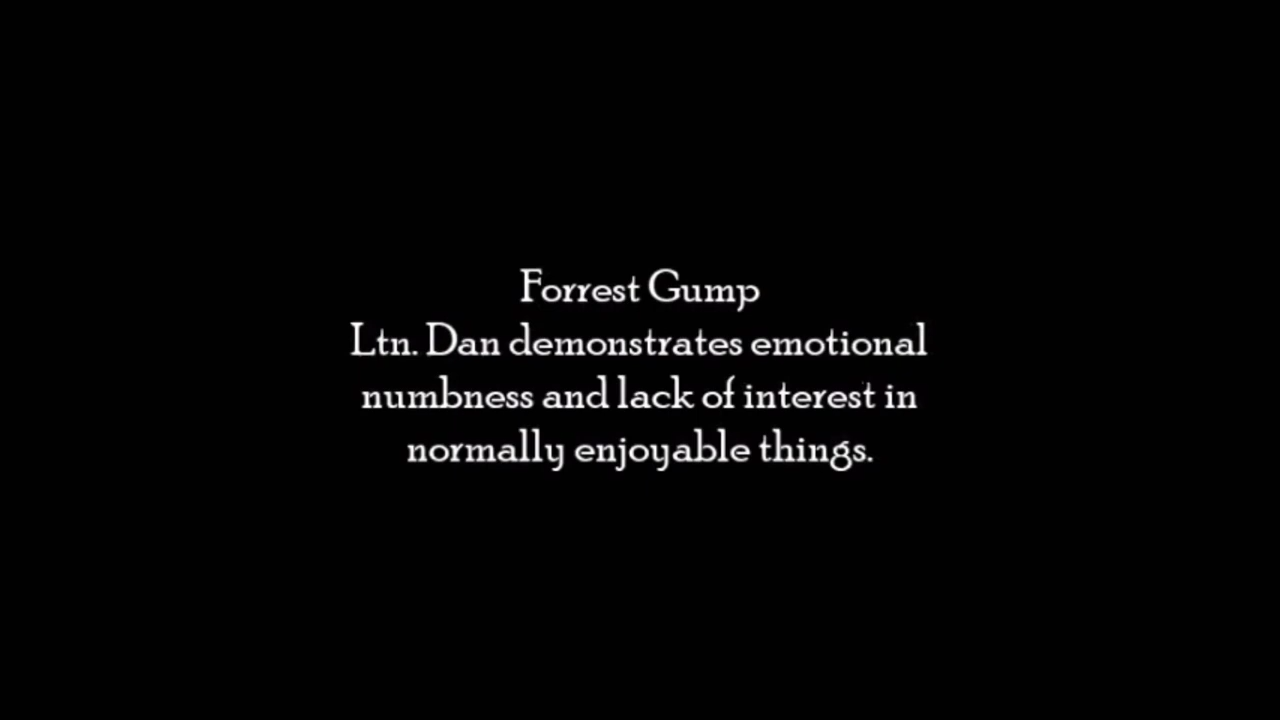 Forrest Gump
Ltn. Dan demonstrates emotional
numbness and lack of interest in
normally enjoyable things.